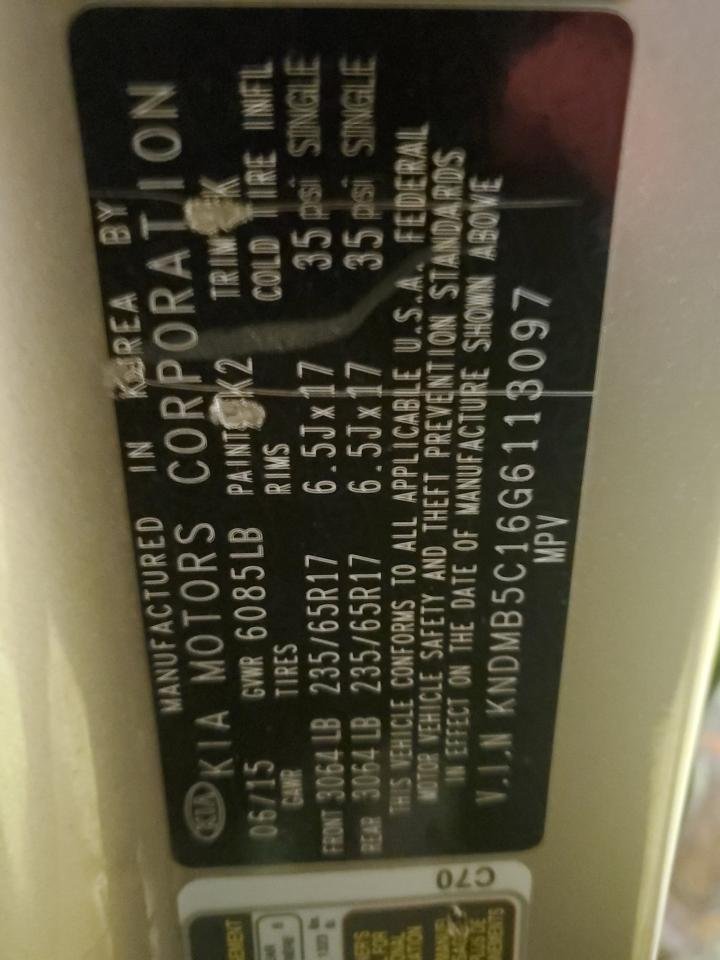 MANUFACTURED IN KOREA BY
KIA KIA MOTORS CORPORATION
06/15 GVWR 6085LB PAINT K2 TRIM K
GAWR TIRES RIMS COLD TIRE INFL
FRONT 3064LB 235/65R17 6.5Jx17 35 psi SINGLE
REAR 3064LB 235/65R17 6.5Jx17 35 psi SINGLE
THIS VEHICLE CONFORMS TO ALL APPLICABLE U.S.A. FEDERAL
MOTOR VEHICLE SAFETY AND THEFT PREVENTION STANDARDS
IN EFFECT ON THE DATE OF MANUFACTURE SHOWN ABOVE
V.I.N KNDMB5C16G6113097
MPV
C70